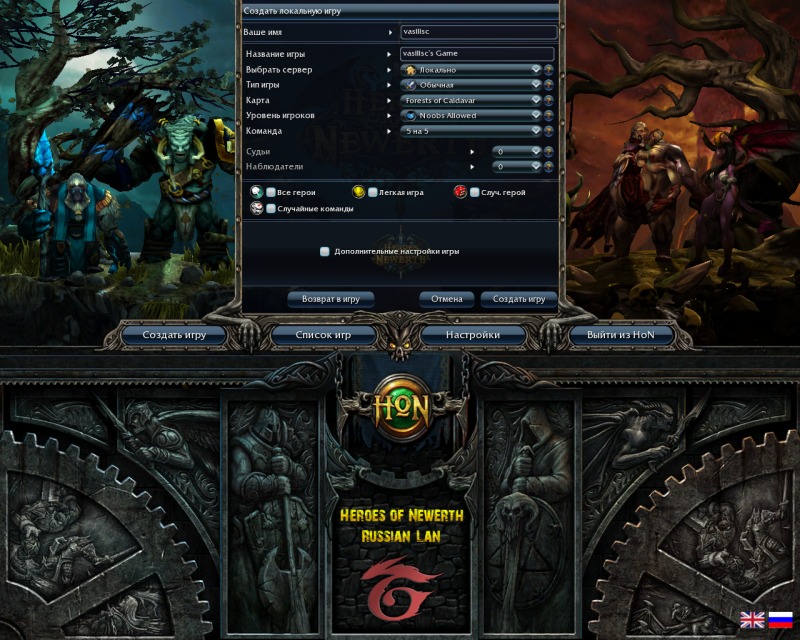 Создать локальную игру
Ваше имя vasilisc
Название игры vasilisc's Game
Выбрать сервер Локально
Тип игры Обычная
Карта Forests of Caldavar
Уровень игроков Noobs Allowed
Команда 5 на 5
Судьи 0
Наблюдатели 0
Все герои Легкая игра Случ. герой
Случайные команды
Дополнительные настройки игры
Возврат в игру Отмена Создать игру
Создать игру Список игр Настройки Выйти из HoN
HON
Heroes of Newerth
Russian LAN